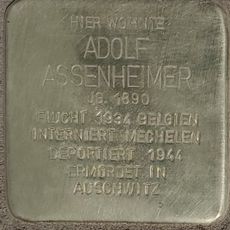 HIER WOHNTE
ADOLF
ASSENHEIMER
JG. 1890
FLUCHT 1934 BELGIEN
INTERNIERT MECHELEN
DEPORTIERT 1944
ERMORDET IN
AUSCHWITZ